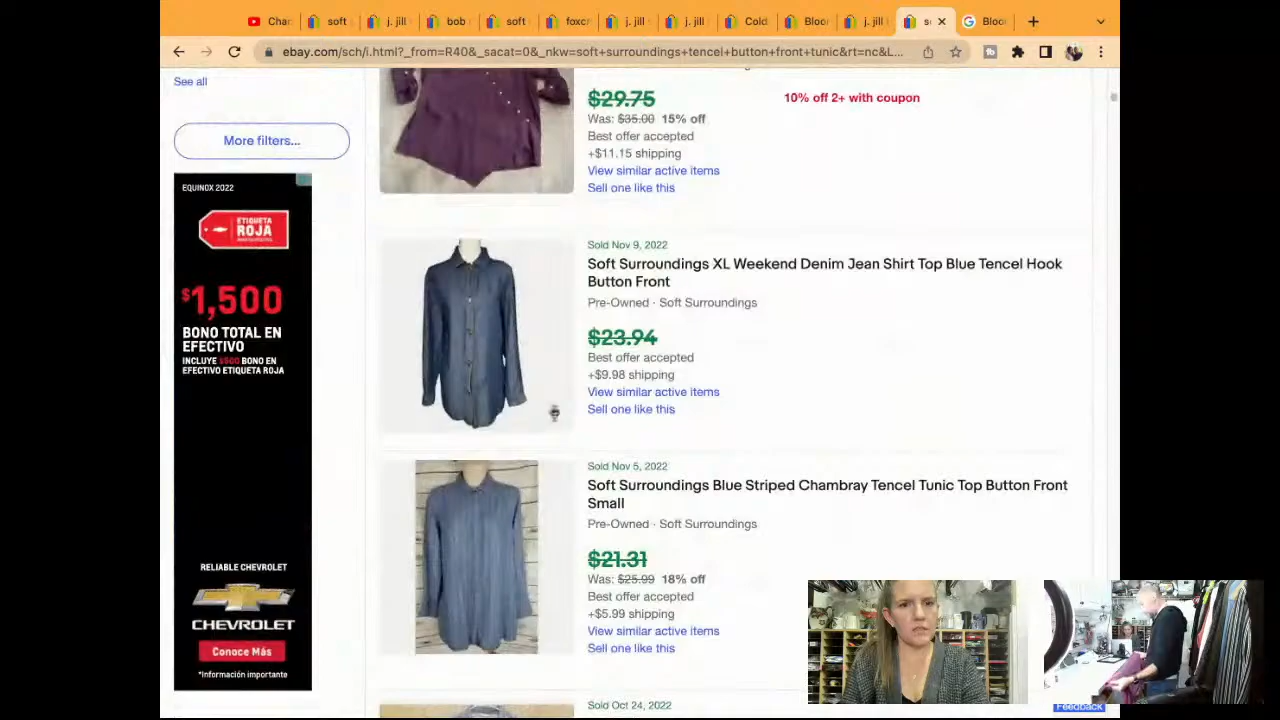 Chan
soft
j. jill
bob
soft
foxcr
j. jill
j. jill
Cold
Bloor
j. jill
s
Bloo
ebay.com/sch/i.html?_from=R40&_sacat=0&_nkw=soft+surroundings+tencel+button+front+tunic&rt=nc&L...
See all
More filters...
EQUINOX 2022
ETIQUETA
ROJA
$1,500
BONO TOTAL EN
EFECTIVO
INCLUYE $500 BONO EN
EFECTIVO ETIQUETA ROJA
RELIABLE CHEVROLET
CHEVROLET
Conoce Más
*Información importante
$29.75
10% off 2+ with coupon
Was: $35.00 15% off
Best offer accepted
+$11.15 shipping
View similar active items
Sell one like this
Sold Nov 9, 2022
Soft Surroundings XL Weekend Denim Jean Shirt Top Blue Tencel Hook
Button Front
Pre-Owned · Soft Surroundings
$23.94
Best offer accepted
+$9.98 shipping
View similar active items
Sell one like this
Sold Nov 5, 2022
Soft Surroundings Blue Striped Chambray Tencel Tunic Top Button Front
Small
Pre-Owned · Soft Surroundings
$21.31
Was: $25.99 18% off
Best offer accepted
+$5.99 shipping
View similar active items
Sell one like this
Sold Oct 24, 2022
Feedback